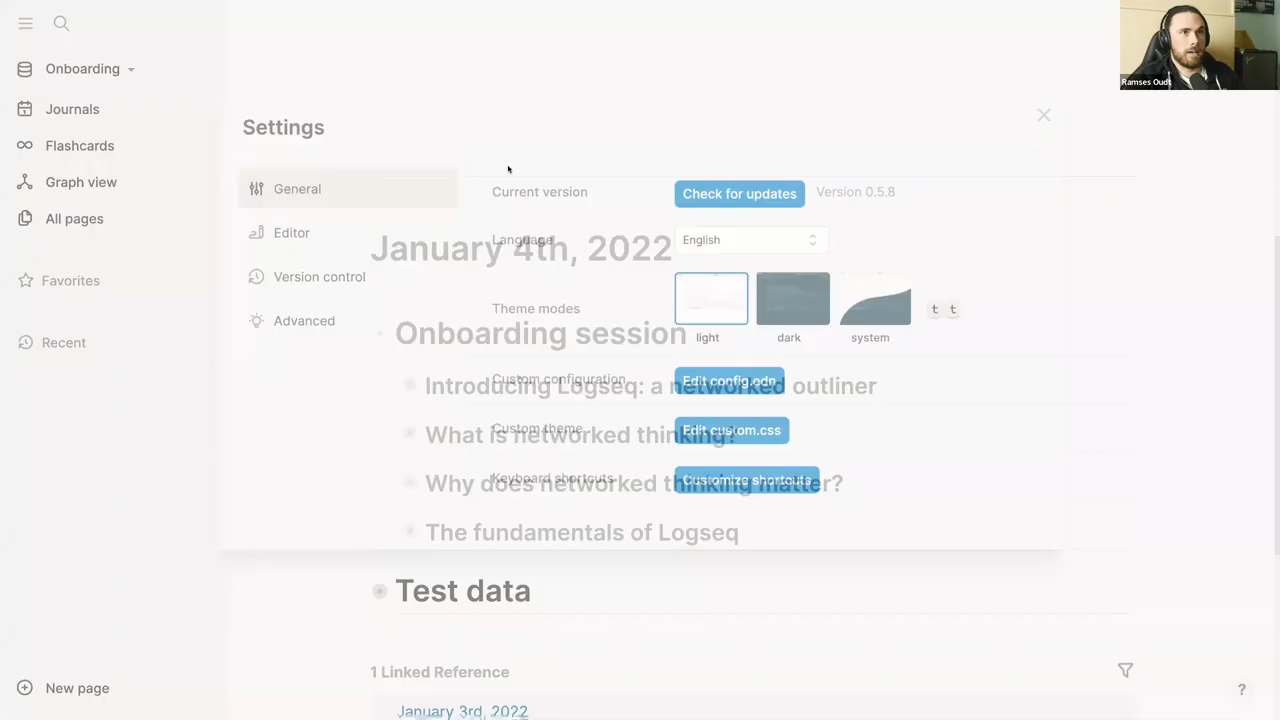 Onboarding
Journals
Flashcards
Graph view
All pages
Favorites
Recent
New page
Settings
General
Editor
Version control
Advanced
Current version
Check for updates
Version 0.5.8
Language
English
Theme modes
light
dark
system
t t
Custom configuration
Edit config.edn
Custom theme
Edit custom.css
Keyboard shortcuts
Customize shortcuts
January 4th, 2022
Onboarding session
Introducing Logseq: a networked outliner
What is networked thinking?
Why does networked thinking matter?
The fundamentals of Logseq
Test data
1 Linked Reference
January 3rd, 2022
Ramses Oudt
?